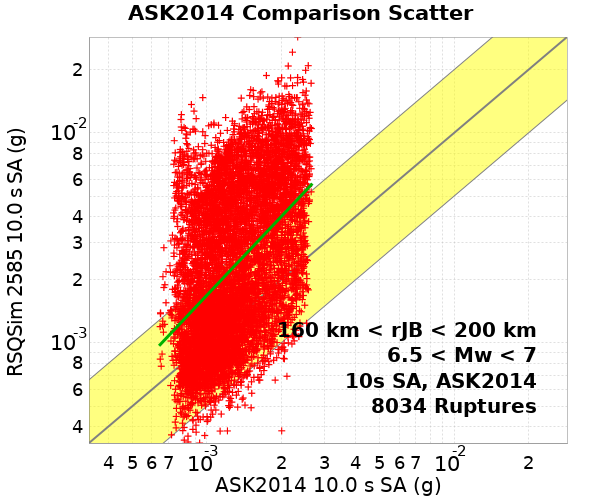 ASK2014 Comparison Scatter
RSQSim 2585 10.0 s SA (g)
2
10-2
8
6
4
3
2
10-3
8
6
4
160 km < rJB < 200 km
6.5 < Mw < 7
10s SA, ASK2014
8034 Ruptures
4 5 6 7 10-3 2 3 4 5 6 7 10-2 2
ASK2014 10.0 s SA (g)